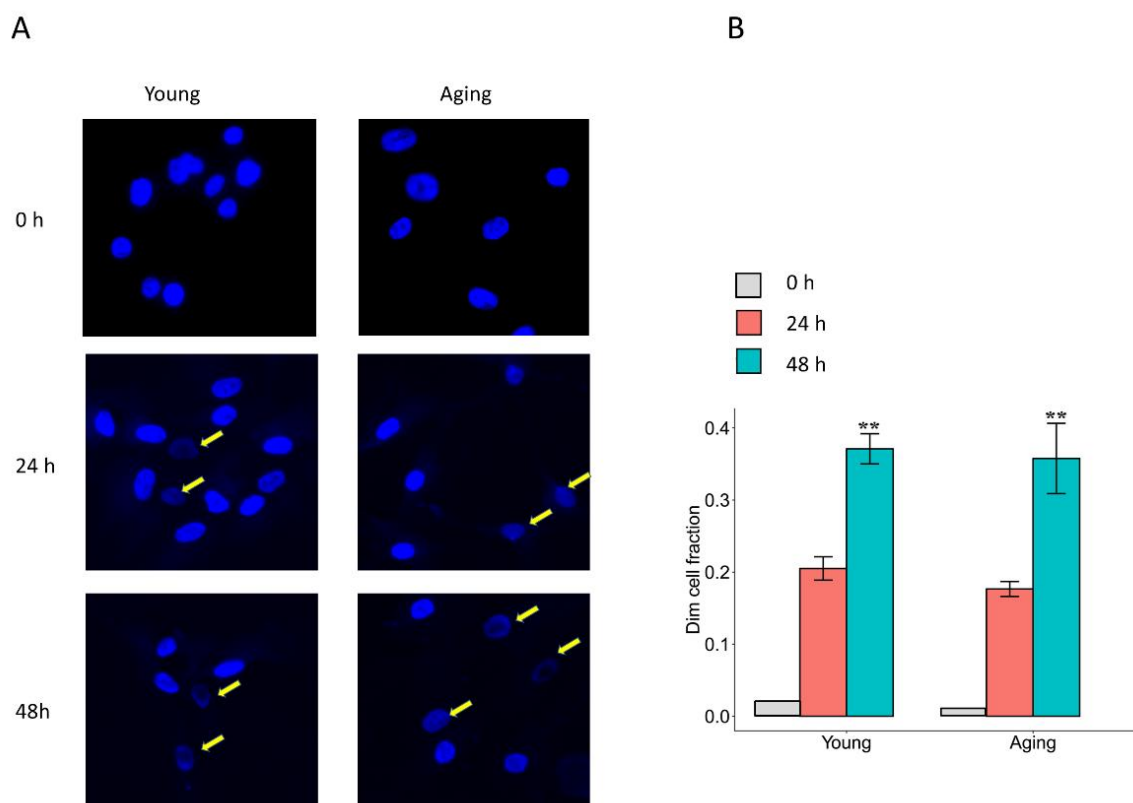 A
B
Young
Aging
0 h
24 h
48h
0 h
24 h
48 h
**
**
0.4
0.3
0.2
0.1
0.0
Dim cell fraction
Young
Aging